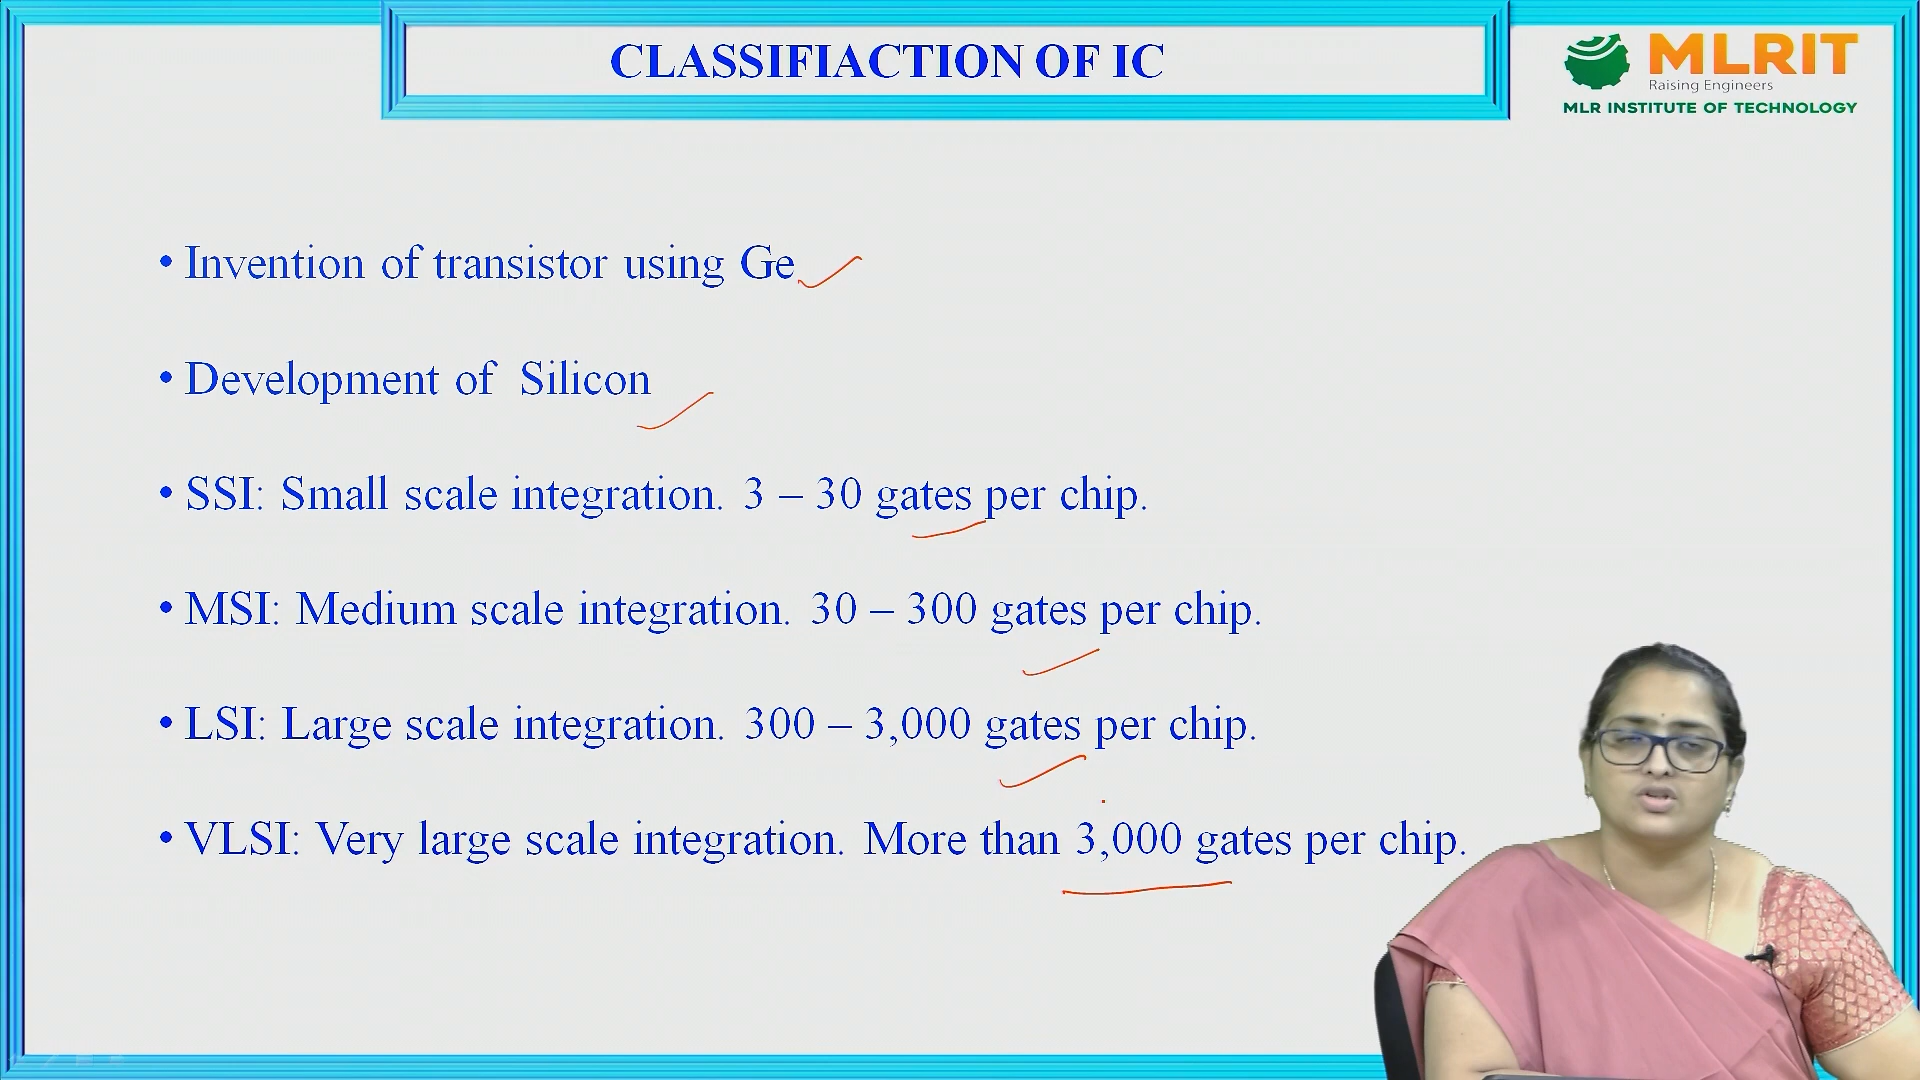 CLASSIFIACTION OF IC
MLRIT
Raising Engineers
MLR INSTITUTE OF TECHNOLOGY
• Invention of transistor using Ge
• Development of Silicon
• SSI: Small scale integration. 3 – 30 gates per chip.
• MSI: Medium scale integration. 30 – 300 gates per chip.
• LSI: Large scale integration. 300 – 3,000 gates per chip.
• VLSI: Very large scale integration. More than 3,000 gates per chip.